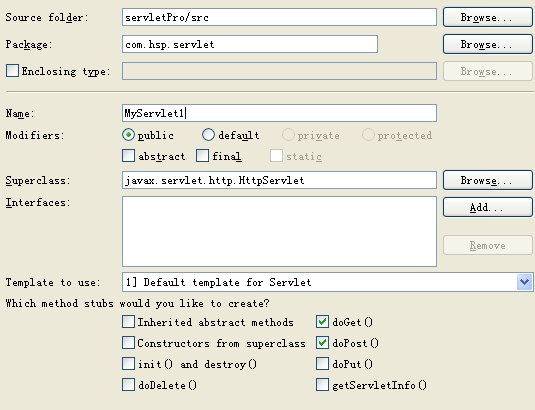 Source folder: servletPro/src Browse...
Package: com.hsp.servlet Browse...
Enclosing type: Browse...
Name: MyServlet1
Modifiers: public default private protected
abstract final static
Superclass: javax.servlet.http.HttpServlet Browse...
Interfaces: Add...
Remove
Template to use: 1] Default template for Servlet
Which method stubs would you like to create?
Inherited abstract methods doGet()
Constructors from superclass doPost()
init() and destroy() doPut()
doDelete() getServletInfo()